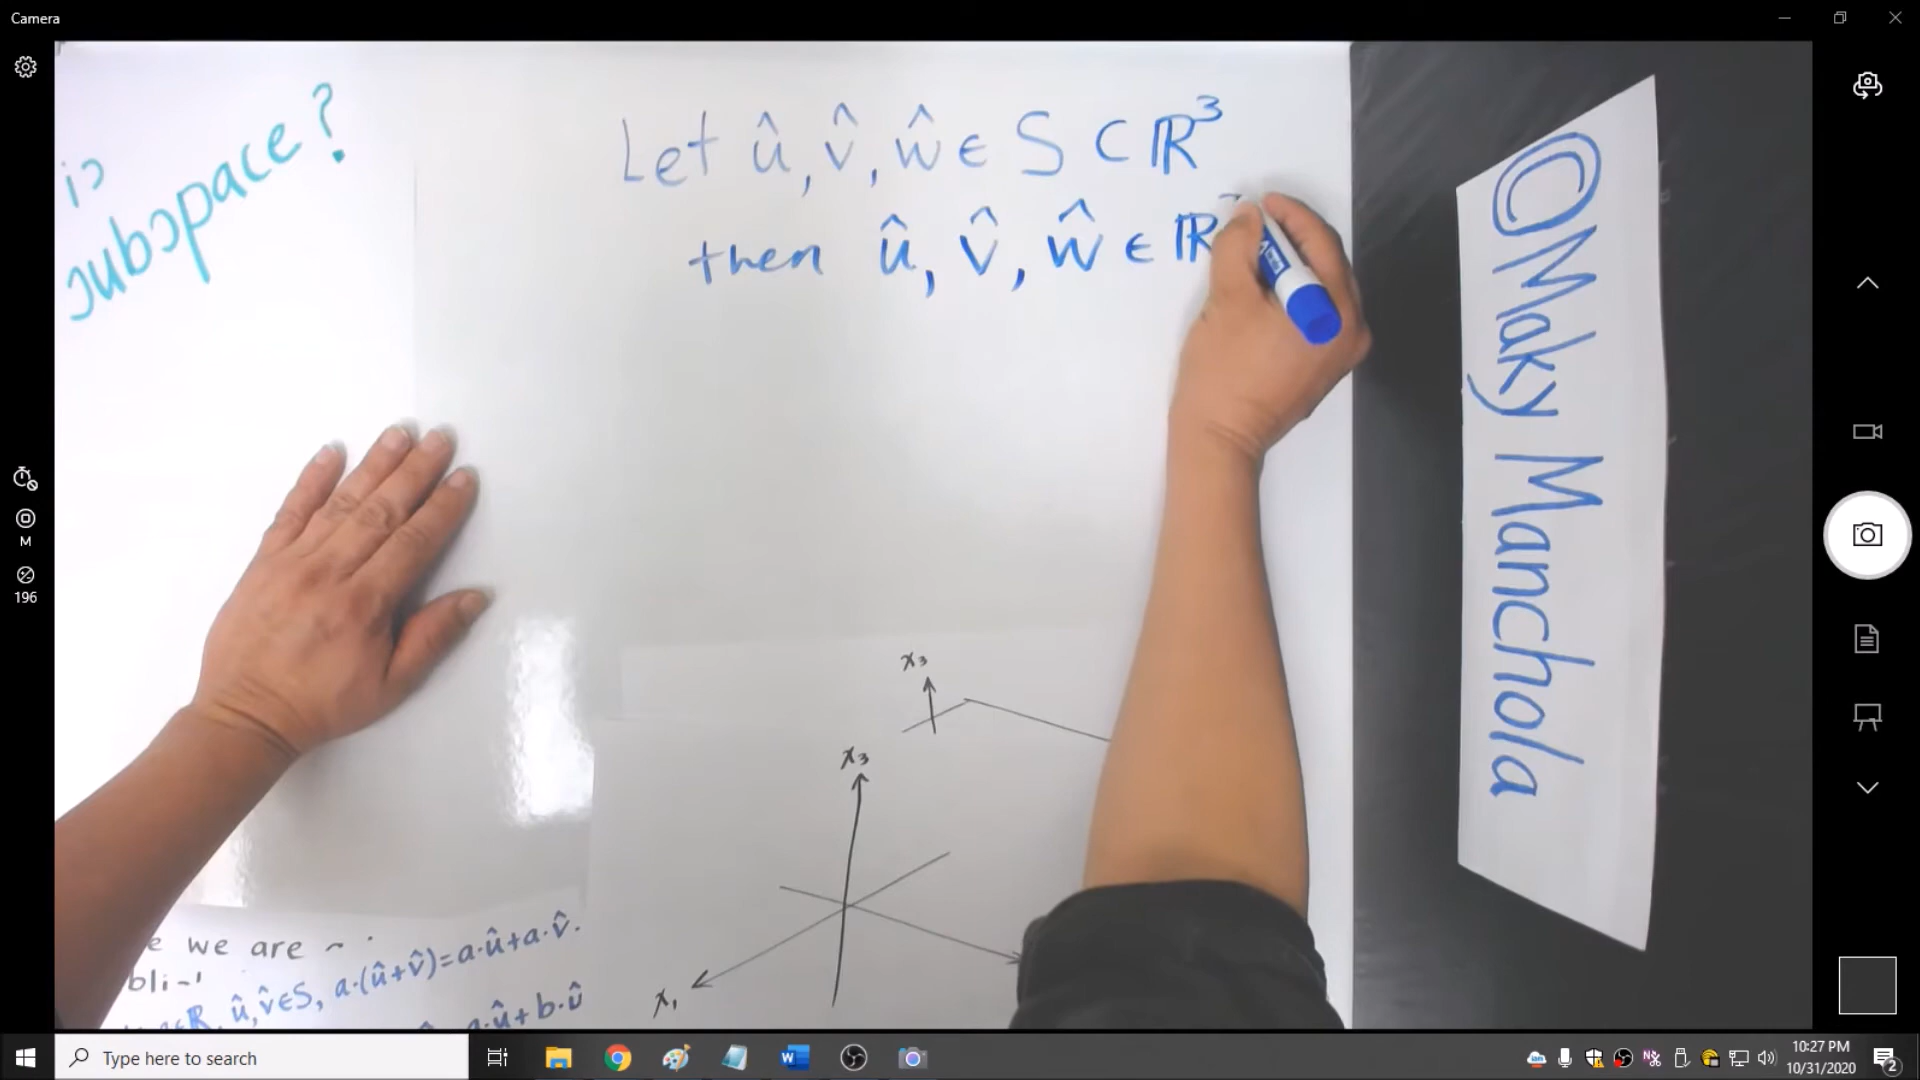 Camera
is
subspace?
Let û, v̂, ŵ ∈ S ⊂ ℝ³
then û, v̂, ŵ ∈ ℝ
© Maky Manchola
M
196
x₃
x₃
x₁
we are
û, v̂ ∈ S, a·(û+v̂)=a·û+a·v̂.
a·û + b·û
Type here to search
10:27 PM
10/31/2020
2